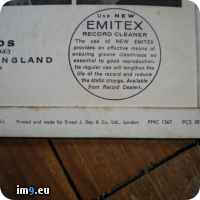 Use NEW
EMITEX
RECORD CLEANER
The use of NEW EMITEX
provides an effective means of
ensuring groove cleanliness so
essential to good reproduction.
Its regular use will lengthen the
life of the record and reduce
the static charge. Available
from Record Dealers.
DS
ENGLAND
Printed and made by Ernest J. Day & Co. Ltd., London
PMC 1267
PCS 30
im9.eu